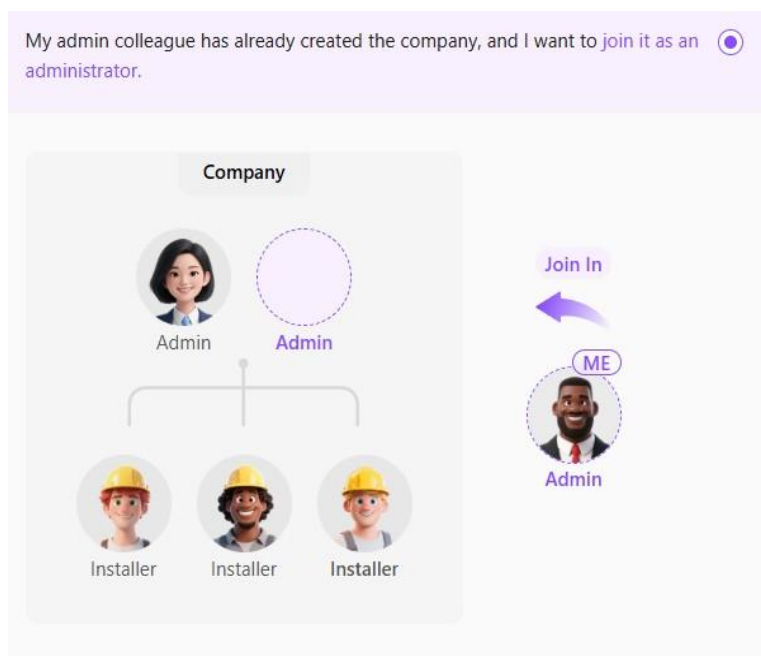 My admin colleague has already created the company, and I want to join it as an
administrator.
Company
Join In
Admin
Admin
ME
Admin
Installer
Installer
Installer